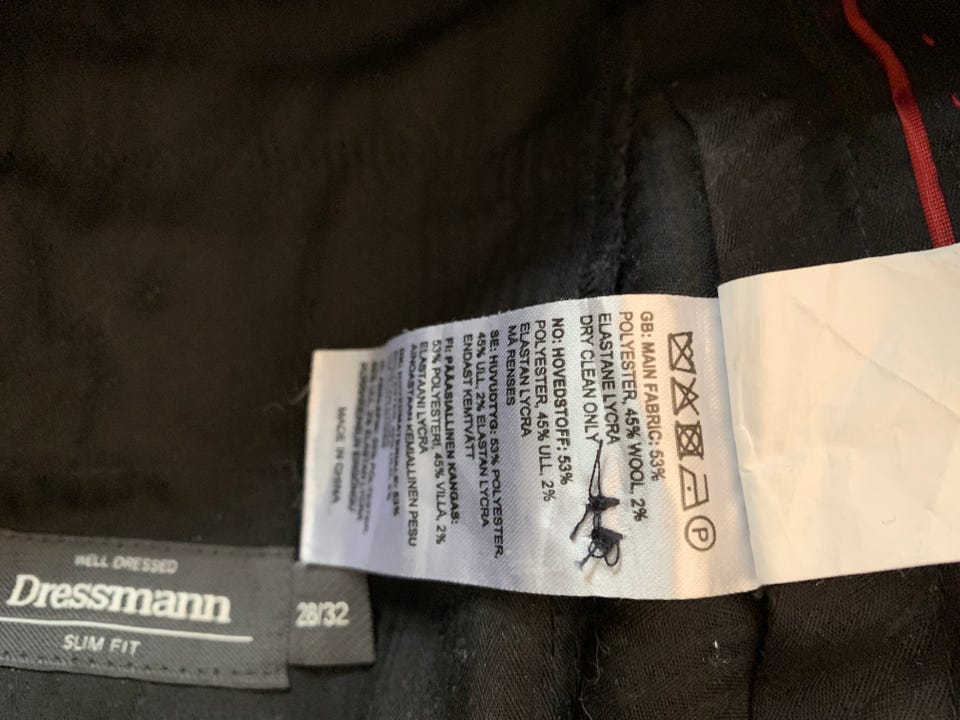 GB: MAIN FABRIC: 53%
POLYESTER, 45% WOOL, 2%
ELASTANE LYCRA
DRY CLEAN ONLY
NO: HOVEDSTOFF: 53%
POLYESTER, 45% ULL, 2%
ELASTAN LYCRA
MÅ RENSES
SE: HUVUDTYG: 53% POLYESTER,
45% ULL, 2% ELASTAN LYCRA
ENDAST KEMTVÄTT
FI: PÄÄASIALLINEN KANGAS:
53% POLYESTERI, 45% VILLA, 2%
ELASTAANI LYCRA
AINOASTAAN KEMIALLINEN PESU
MADE IN CHINA
P
WELL DRESSED
Dressmann
SLIM FIT
28/32